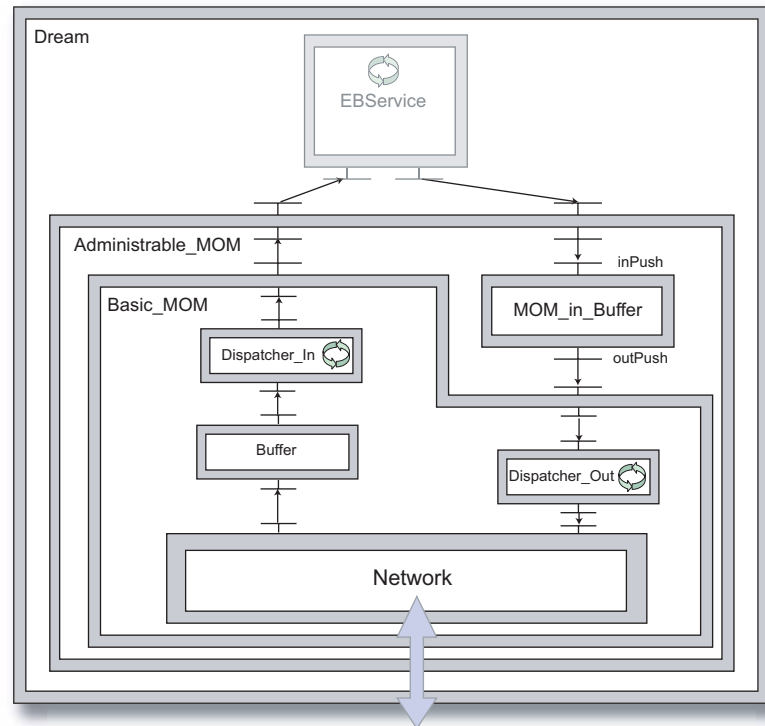 Dream
EBService
Administrable_MOM
inPush
Basic_MOM
MOM_in_Buffer
Dispatcher_In
outPush
Buffer
Dispatcher_Out
Network